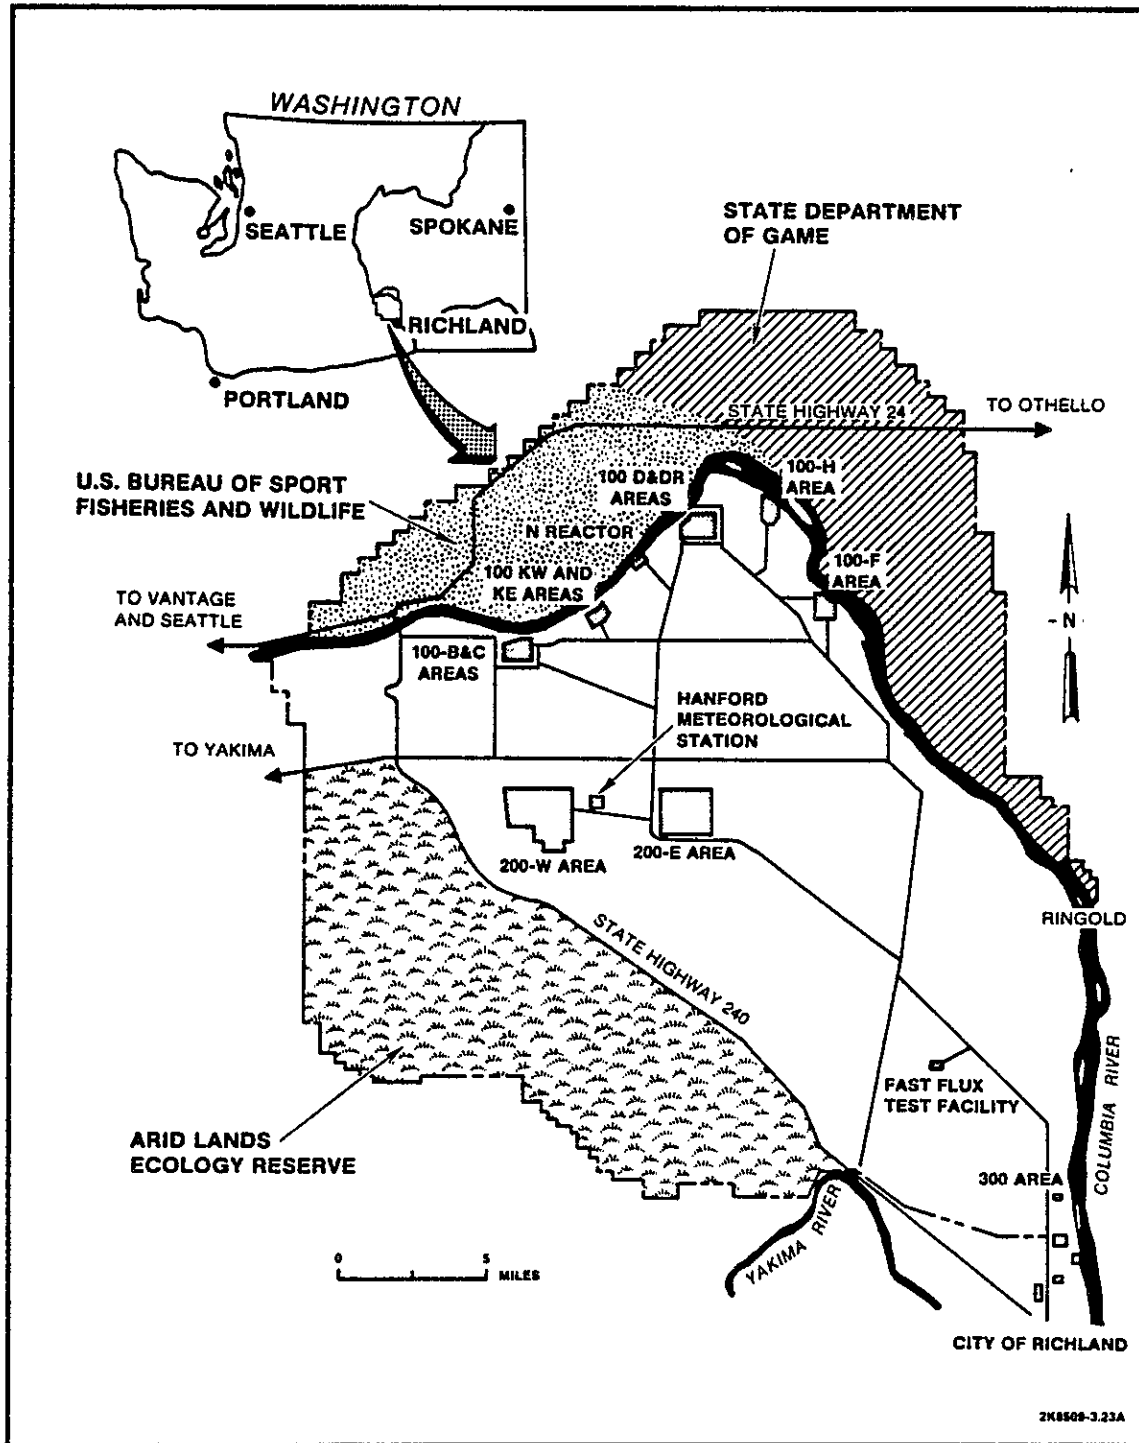 WASHINGTON
SEATTLE
SPOKANE
RICHLAND
PORTLAND
STATE DEPARTMENT
OF GAME
STATE HIGHWAY 24
TO OTHELLO
U.S. BUREAU OF SPORT
FISHERIES AND WILDLIFE
100 D&DR
AREAS
100-H
AREA
N REACTOR
100 KW AND
KE AREAS
100-F
AREA
TO VANTAGE
AND SEATTLE
- N -
100-B&C
AREAS
HANFORD
METEOROLOGICAL
STATION
TO YAKIMA
200-W AREA
200-E AREA
RINGOLD
STATE HIGHWAY 240
FAST FLUX
TEST FACILITY
COLUMBIA RIVER
ARID LANDS
ECOLOGY RESERVE
300 AREA
YAKIMA RIVER
0 5
MILES
CITY OF RICHLAND
2K8509-3.23A